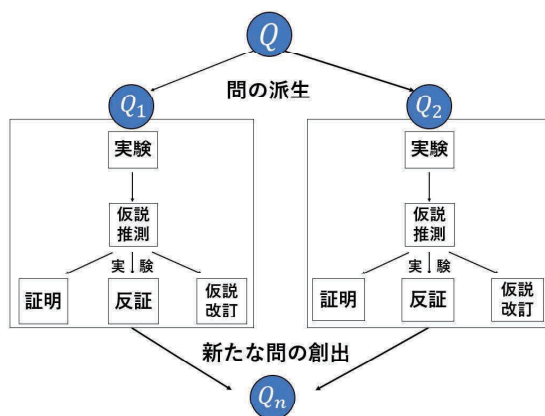 Q
問の派生
Q₁
実験
仮説
推測
実 験
証明
反証
仮説
改訂
Q₂
実験
仮説
推測
実 験
証明
反証
仮説
改訂
新たな問の創出
Qₙ